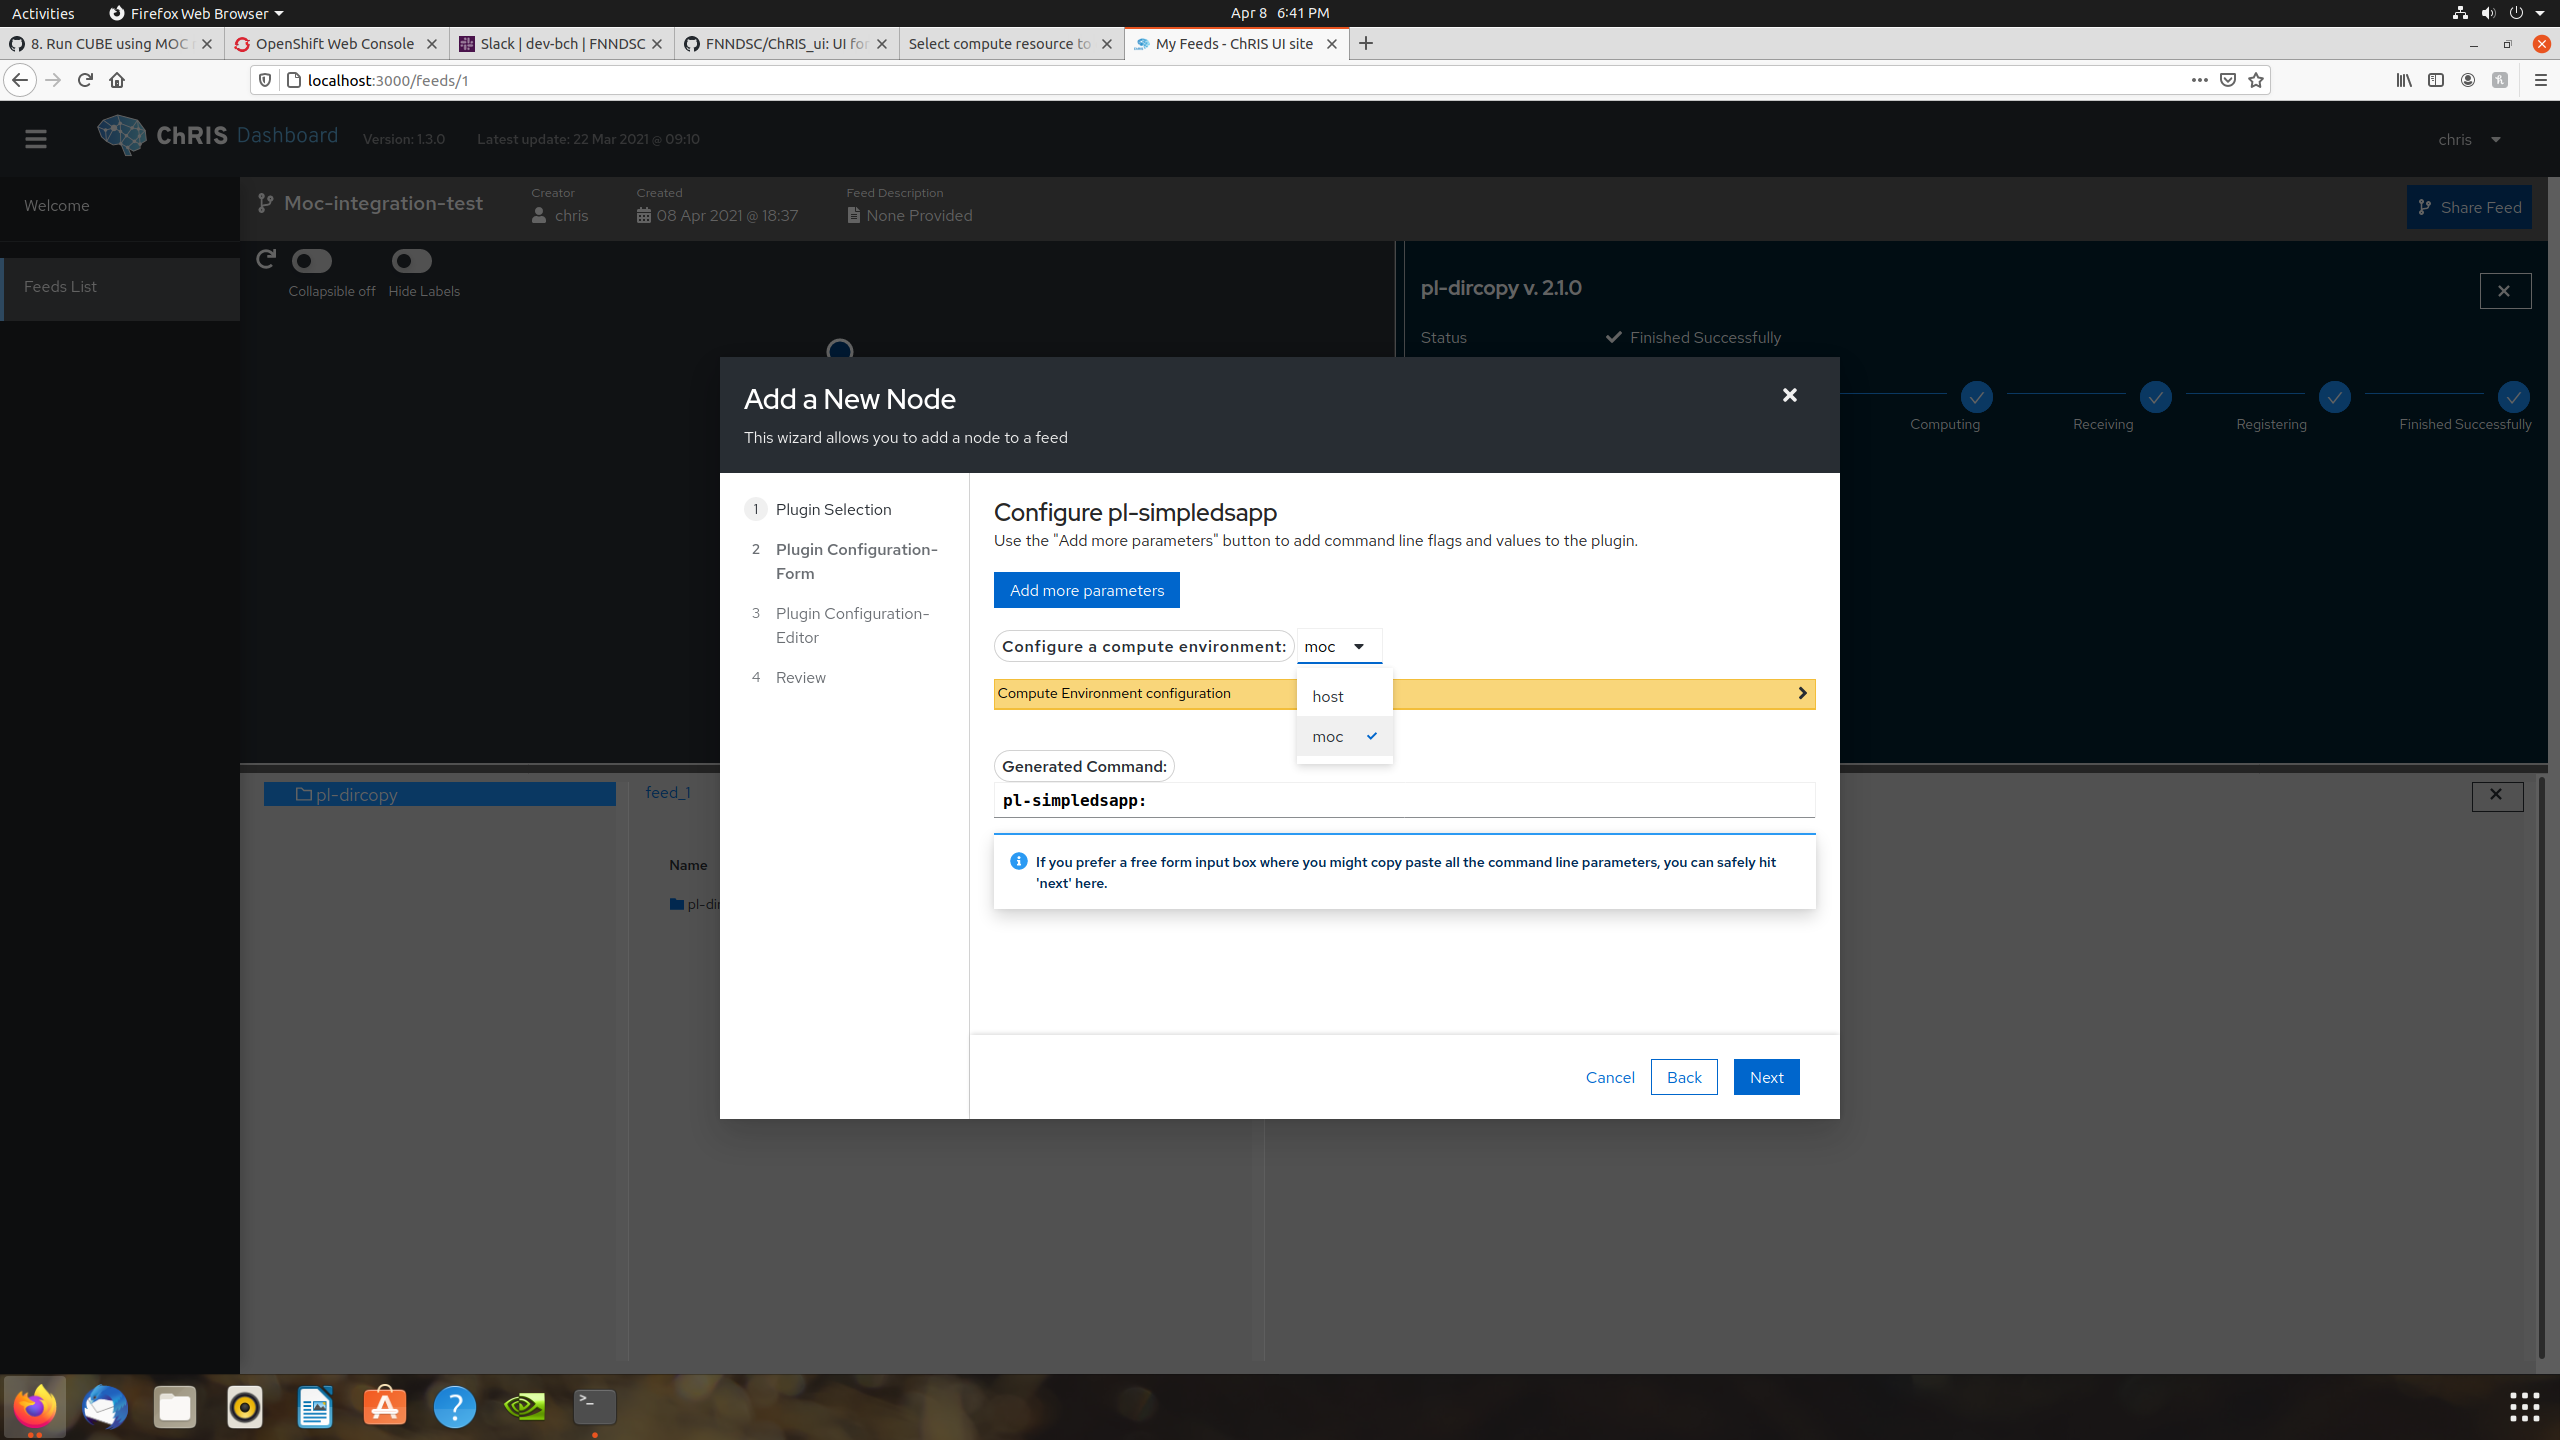 Activities Firefox Web Browser Apr 8 6:41 PM
8. Run CUBE using MOC OpenShift Web Console Slack | dev-bch | FNNDSC FNNDSC/ChRIS_ui: UI for Select compute resource to My Feeds - ChRIS UI site
localhost:3000/feeds/1
ChRIS Dashboard Version: 1.3.0 Latest update: 22 Mar 2021 @ 09:10 chris
Welcome
Feeds List
Moc-integration-test
Creator
chris
Created
08 Apr 2021 @ 18:37
Feed Description
None Provided
Share Feed
Collapsible off Hide Labels
pl-dircopy v. 2.1.0
Status Finished Successfully
Computing Receiving Registering Finished Successfully
Add a New Node
This wizard allows you to add a node to a feed
1 Plugin Selection
2 Plugin Configuration-
Form
3 Plugin Configuration-
Editor
4 Review
Configure pl-simpledsapp
Use the "Add more parameters" button to add command line flags and values to the plugin.
Add more parameters
Configure a compute environment: moc
host
moc
Compute Environment configuration
Generated Command:
pl-simpledsapp:
If you prefer a free form input box where you might copy paste all the command line parameters, you can safely hit
'next' here.
Cancel Back Next
pl-dircopy
feed_1
Name
pl-dir